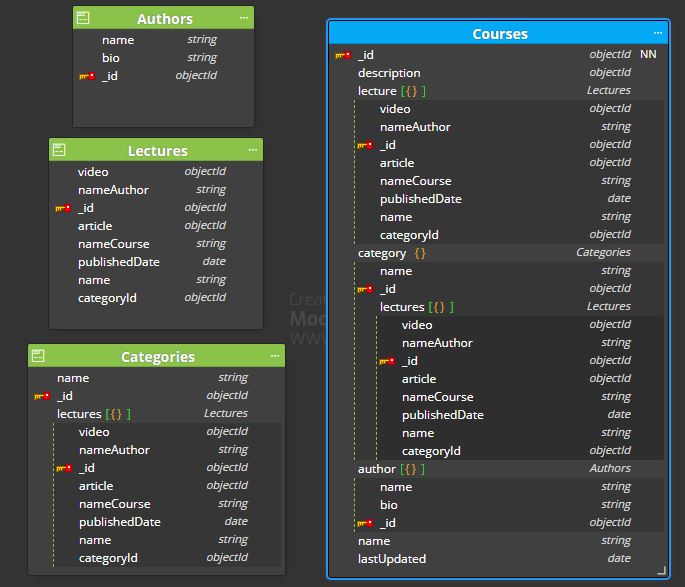 Authors ...
name string
bio string
_id objectId
Lectures ...
video objectId
nameAuthor string
_id objectId
article objectId
nameCourse string
publishedDate date
name string
categoryId objectId
Categories ...
name string
_id objectId
lectures [{} ] Lectures
video objectId
nameAuthor string
_id objectId
article objectId
nameCourse string
publishedDate date
name string
categoryId objectId
Courses ...
_id objectId NN
description objectId
lecture [{} ] Lectures
video objectId
nameAuthor string
_id objectId
article objectId
nameCourse string
publishedDate date
name string
categoryId objectId
category {} Categories
name string
_id objectId
lectures [{} ] Lectures
video objectId
nameAuthor string
_id objectId
article objectId
nameCourse string
publishedDate date
name string
categoryId objectId
author [{} ] Authors
name string
bio string
_id objectId
name string
lastUpdated date